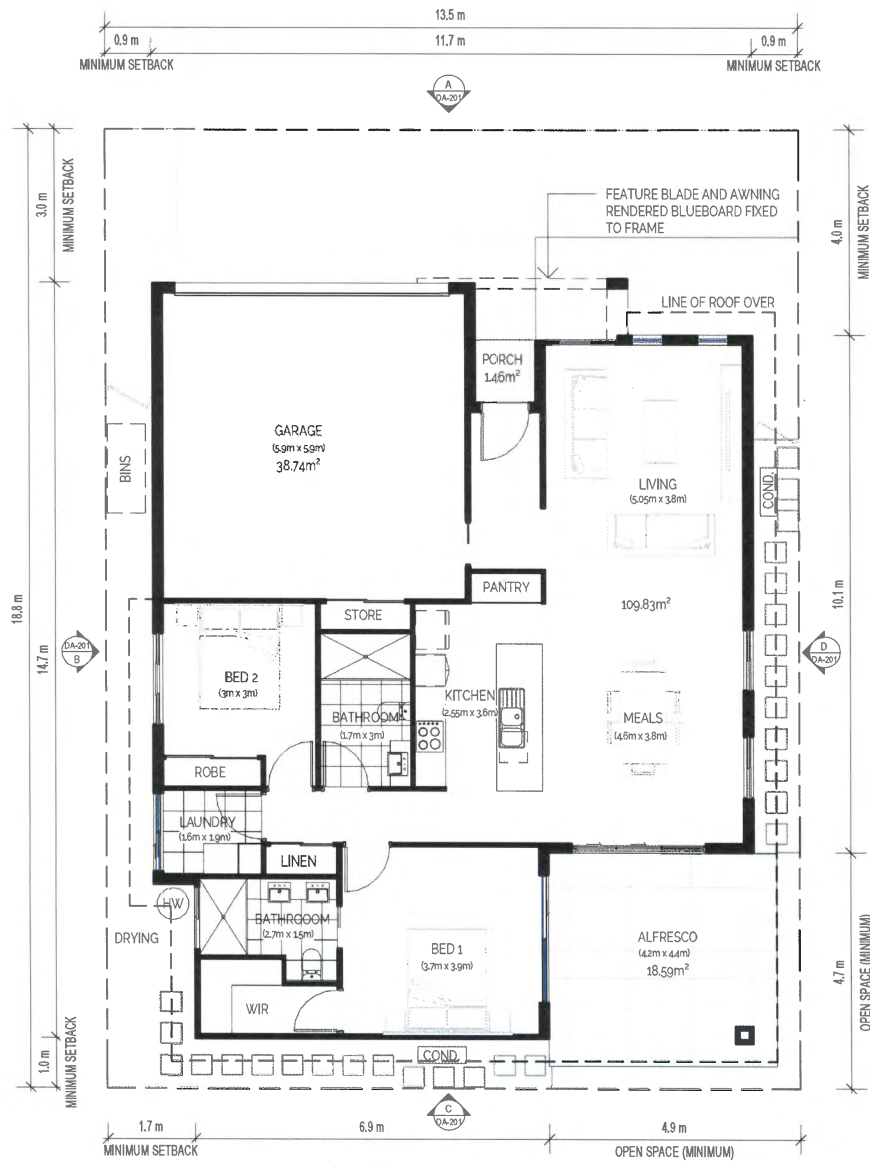 13.5 m
0.9 m
11.7 m
0.9 m
MINIMUM SETBACK
MINIMUM SETBACK
A
DA-201
3.0 m
MINIMUM SETBACK
FEATURE BLADE AND AWNING
RENDERED BLUEBOARD FIXED
TO FRAME
4.0 m
MINIMUM SETBACK
LINE OF ROOF OVER
PORCH
1.46m²
GARAGE
(5.9m x 5.9m)
38.74m²
BINS
LIVING
(5.05m x 3.8m)
COND.
PANTRY
STORE
109.83m²
18.8 m
14.7 m
10.1 m
DA-201
B
D
DA-201
BED 2
(3m x 3m)
KITCHEN
(2.55m x 3.6m)
BATHROOM
(1.7m x 3m)
MEALS
(4.6m x 3.8m)
ROBE
LAUNDRY
(1.6m x 1.9m)
LINEN
HW
BATHROOOM
(2.7m x 1.5m)
DRYING
BED 1
(3.7m x 3.9m)
ALFRESCO
(4.2m x 4.4m)
18.59m²
4.7 m
OPEN SPACE (MINIMUM)
WIR
COND.
1.0 m
MINIMUM SETBACK
C
DA-201
1.7 m
6.9 m
4.9 m
MINIMUM SETBACK
OPEN SPACE (MINIMUM)